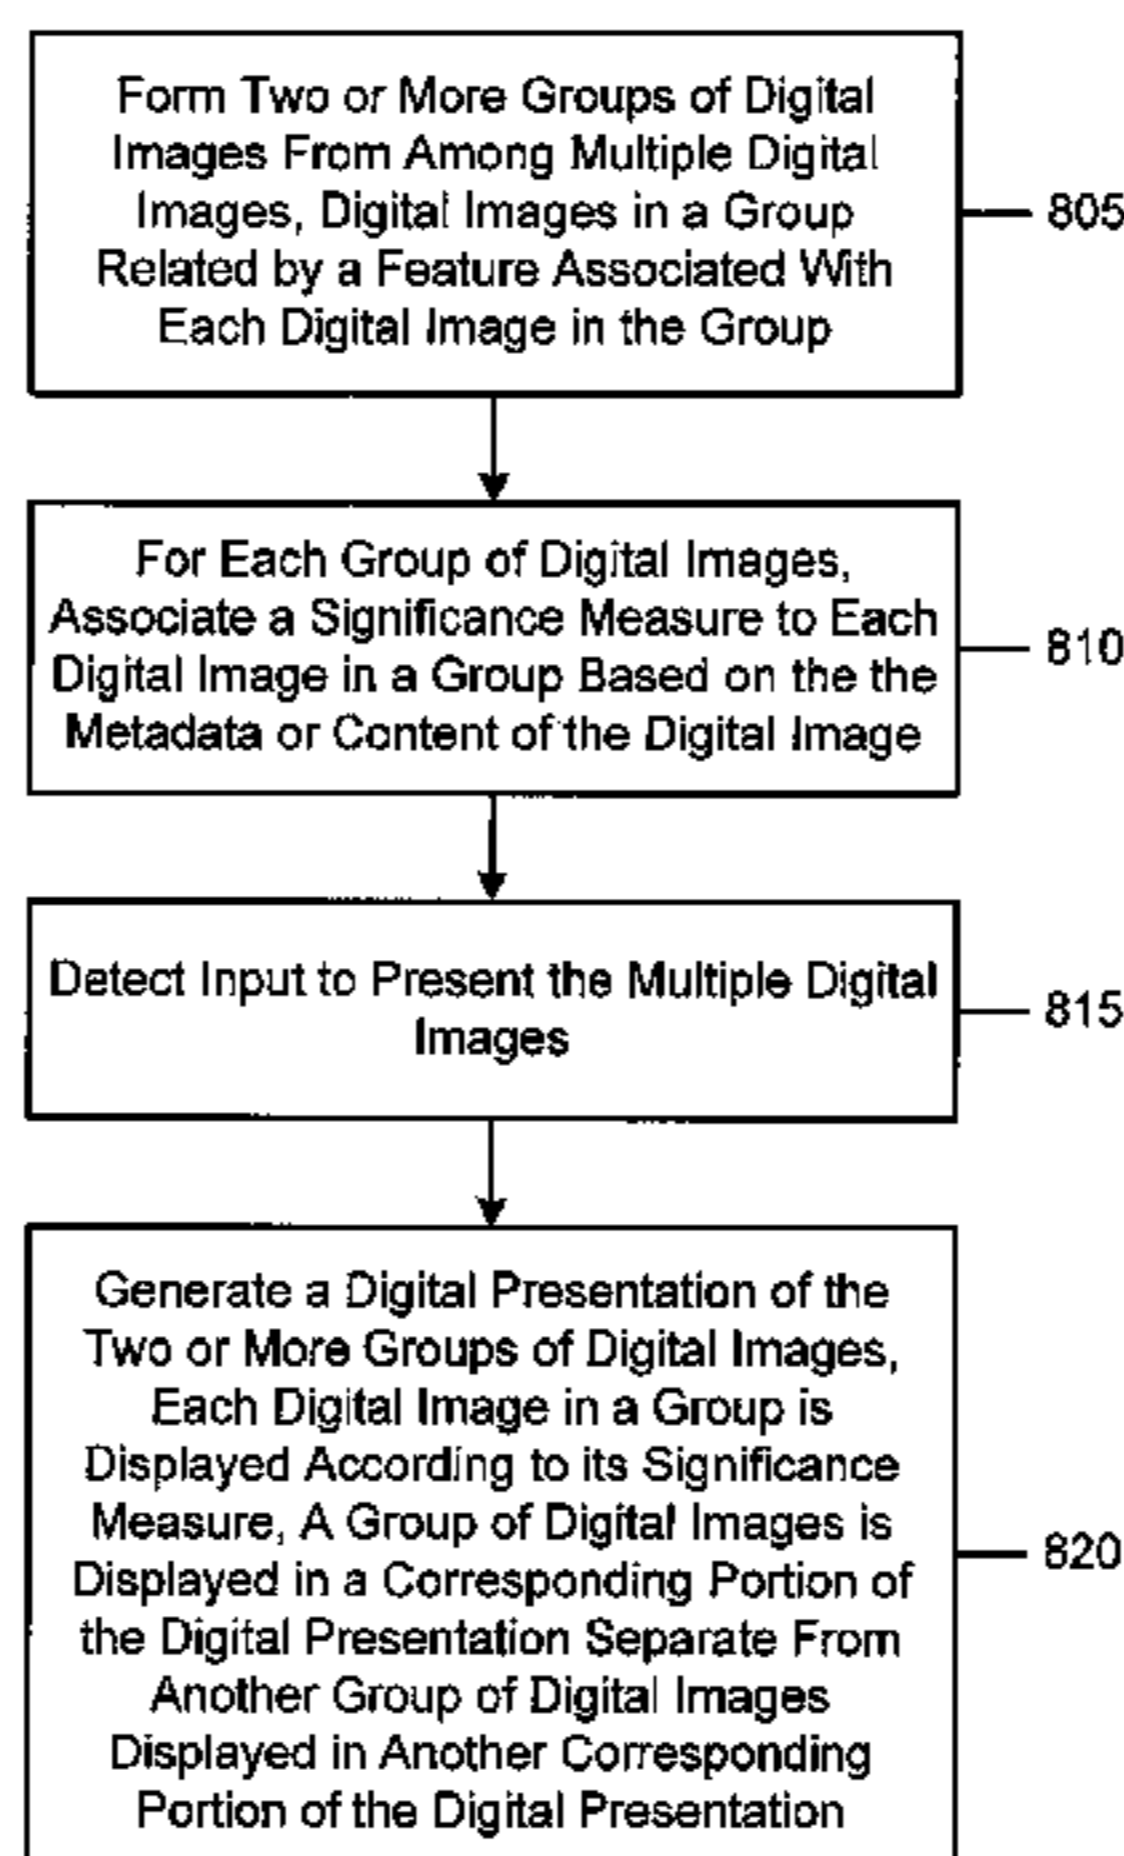 Form Two or More Groups of Digital
Images From Among Multiple Digital
Images, Digital Images in a Group
Related by a Feature Associated With
Each Digital Image in the Group
805
For Each Group of Digital Images,
Associate a Significance Measure to Each
Digital Image in a Group Based on the the
Metadata or Content of the Digital Image
810
Detect Input to Present the Multiple Digital
Images
815
Generate a Digital Presentation of the
Two or More Groups of Digital Images,
Each Digital Image in a Group is
Displayed According to its Significance
Measure, A Group of Digital Images is
Displayed in a Corresponding Portion of
the Digital Presentation Separate From
Another Group of Digital Images
Displayed in Another Corresponding
Portion of the Digital Presentation
820